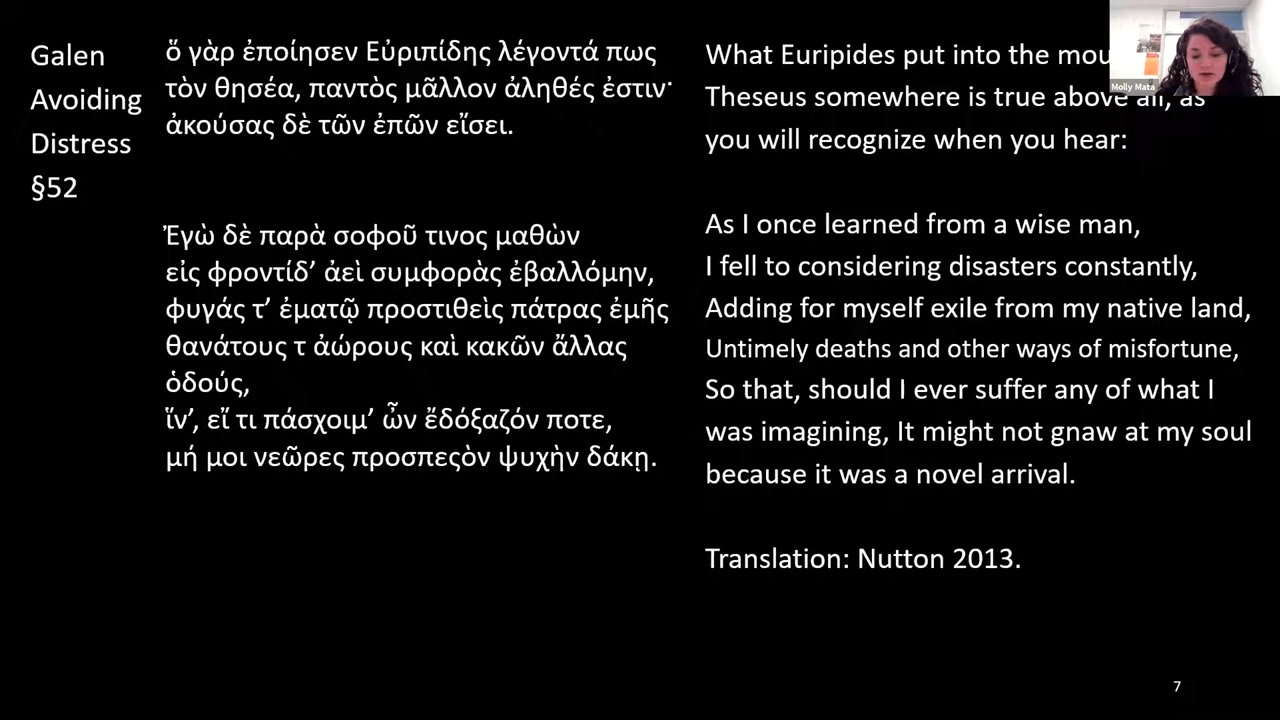 Galen
Avoiding
Distress
§52
ὅ γὰρ ἐποίησεν Εὐριπίδης λέγοντά πως
τὸν θησέα, παντὸς μᾶλλον ἀληθές ἐστιν·
ἀκούσας δὲ τῶν ἐπῶν εἴσει.
Ἐγὼ δὲ παρὰ σοφοῦ τινος μαθὼν
εἰς φροντίδ’ ἀεὶ συμφορὰς ἐβαλλόμην,
φυγάς τ’ ἐματῷ προστιθεὶς πάτρας ἐμῆς
θανάτους τ ἀώρους καὶ κακῶν ἄλλας
ὁδούς,
ἵν’, εἴ τι πάσχοιμ’ ὧν ἔδόξαζόν ποτε,
μή μοι νεῶρες προσπεςὸν ψυχὴν δάκῃ.
What Euripides put into the
Theseus somewhere is true above all, as
you will recognize when you hear:
As I once learned from a wise man,
I fell to considering disasters constantly,
Adding for myself exile from my native land,
Untimely deaths and other ways of misfortune,
So that, should I ever suffer any of what I
was imagining, It might not gnaw at my soul
because it was a novel arrival.
Translation: Nutton 2013.
Molly Mata
7